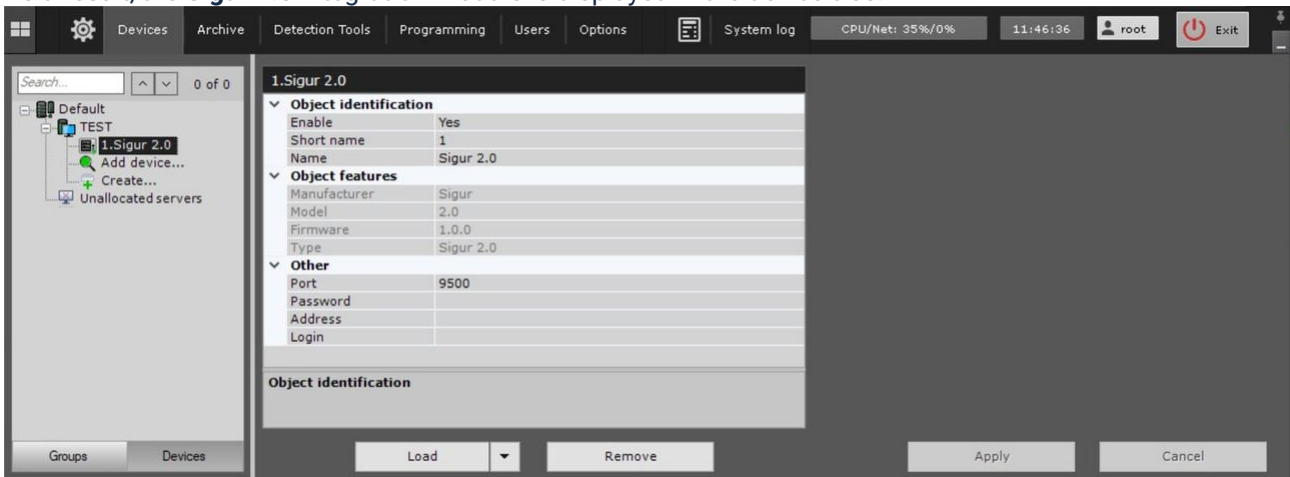 Devices Archive Detection Tools Programming Users Options System log CPU/Net: 35%/0% 11:46:36 root Exit
Search... 0 of 0
Default
TEST
1.Sigur 2.0
Add device...
Create...
Unallocated servers
Groups Devices
1.Sigur 2.0
Object identification
Enable Yes
Short name 1
Name Sigur 2.0
Object features
Manufacturer Sigur
Model 2.0
Firmware 1.0.0
Type Sigur 2.0
Other
Port 9500
Password
Address
Login
Object identification
Load Remove Apply Cancel